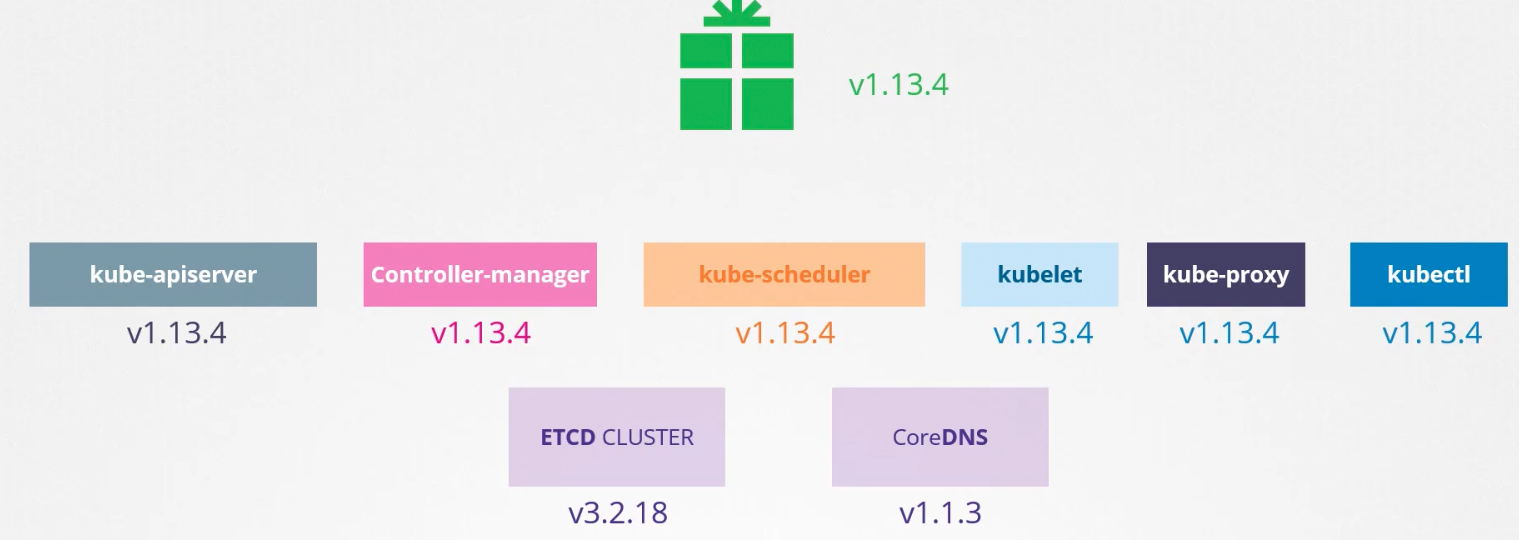 v1.13.4
kube-apiserver
Controller-manager
kube-scheduler
kubelet
kube-proxy
kubectl
v1.13.4
v1.13.4
v1.13.4
v1.13.4
v1.13.4
v1.13.4
ETCD CLUSTER
CoreDNS
v3.2.18
v1.1.3